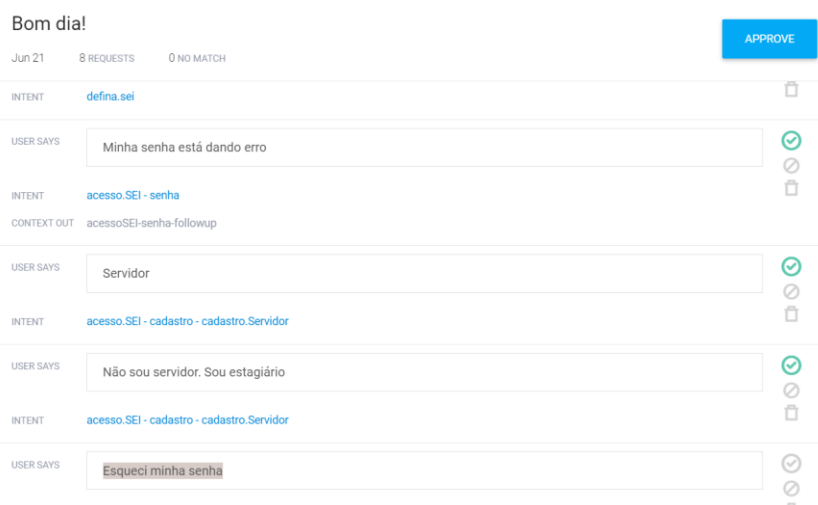 Bom dia!
APPROVE
Jun 21 8 REQUESTS 0 NO MATCH
INTENT defina.sei
USER SAYS Minha senha está dando erro
INTENT acesso.SEI - senha
CONTEXT OUT acessoSEI-senha-followup
USER SAYS Servidor
INTENT acesso.SEI - cadastro - cadastro.Servidor
USER SAYS Não sou servidor. Sou estagiário
INTENT acesso.SEI - cadastro - cadastro.Servidor
USER SAYS Esqueci minha senha